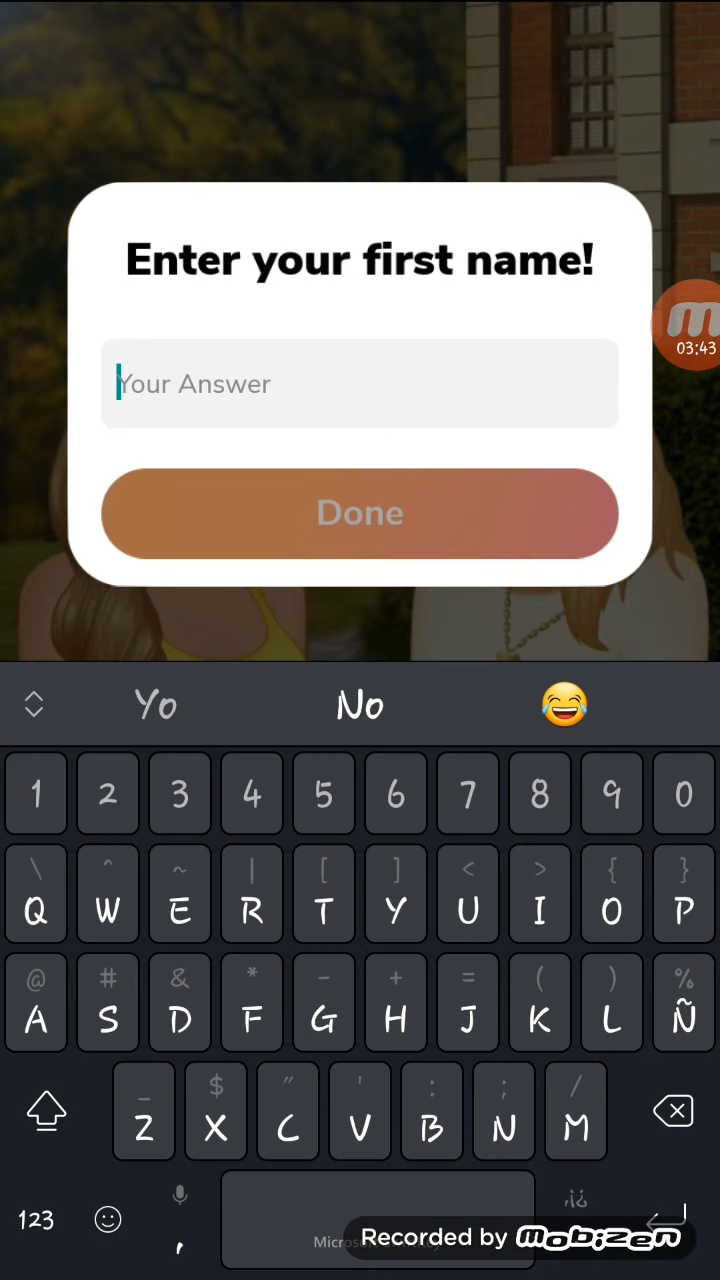 Enter your first name!
Your Answer
03:43
Done
Yo No 😂
1 2 3 4 5 6 7 8 9 0
\ ^ ~ | [ ] < > { }
Q W E R T Y U I O P
@ # & * - + = ( ) %
A S D F G H J K L Ñ
_ $ " ' : ; /
Z X C V B N M
123 , ,¡¿
Recorded by mobizen